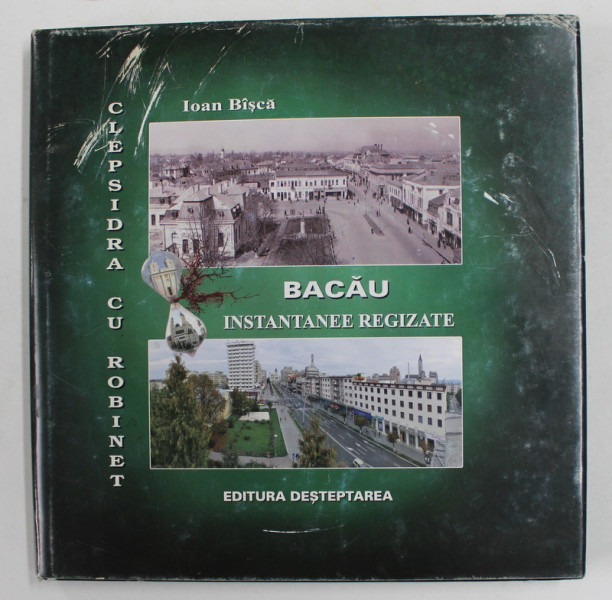 CLEPSIDRA CU ROBINET
Ioan Bîșcă
BACĂU
INSTANTANEE REGIZATE
EDITURA DEȘTEPTAREA